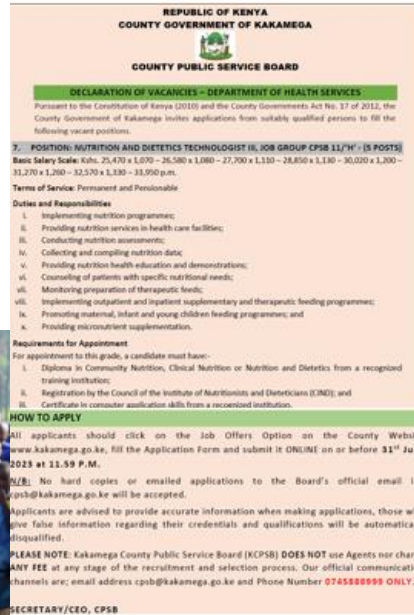 REPUBLIC OF KENYA
COUNTY GOVERNMENT OF KAKAMEGA
COUNTY PUBLIC SERVICE BOARD
DECLARATION OF VACANCIES – DEPARTMENT OF HEALTH SERVICES
Pursuant to the Constitution of Kenya (2010) and the County Governments Act No. 17 of 2012, the
County Government of Kakamega invites applications from suitably qualified persons to fill the
following vacant positions.
7. POSITION: NUTRITION AND DIETETICS TECHNOLOGIST III, JOB GROUP CPSB 11/'H' - (5 POSTS)
Basic Salary Scale: Kshs. 25,470 x 1,070 – 26,580 x 1,080 – 27,700 x 1,110 – 28,850 x 1,130 – 30,020 x 1,200 –
31,270 x 1,260 – 32,570 x 1,330 – 33,950 p.m.
Terms of Service: Permanent and Pensionable
Duties and Responsibilities
i. Implementing nutrition programmes;
ii. Providing nutrition services in health care facilities;
iii. Conducting nutrition assessments;
iv. Collecting and compiling nutrition data;
v. Providing nutrition health education and demonstrations;
vi. Counseling of patients with specific nutritional needs;
vii. Monitoring preparation of therapeutic feeds;
viii. Implementing outpatient and inpatient supplementary and therapeutic feeding programmes;
ix. Promoting maternal, infant and young children feeding programmes; and
x. Providing micronutrient supplementation.
Requirements for Appointment
For appointment to this grade, a candidate must have:-
i. Diploma in Community Nutrition, Clinical Nutrition or Nutrition and Dietetics from a recognized
training institution;
ii. Registration by the Council of the Institute of Nutritionists and Dieteticians (CIND); and
iii. Certificate in computer application skills from a recognized institution.
HOW TO APPLY
All applicants should click on the Job Offers Option on the County Websi
www.kakamega.go.ke, fill the Application Form and submit it ONLINE on or before 31st Ju
2023 at 11.59 P.M.
N/B: No hard copies or emailed applications to the Board's official email i
cpsb@kakamega.go.ke will be accepted.
Applicants are advised to provide accurate information when making applications, those wh
give false information regarding their credentials and qualifications will be automatica
disqualified.
PLEASE NOTE: Kakamega County Public Service Board (KCPSB) DOES NOT use Agents nor char
ANY FEE at any stage of the recruitment and selection process. Our official communicati
channels are; email address cpsb@kakamega.go.ke and Phone Number 0745888999 ONLY.
SECRETARY/CEO, CPSB